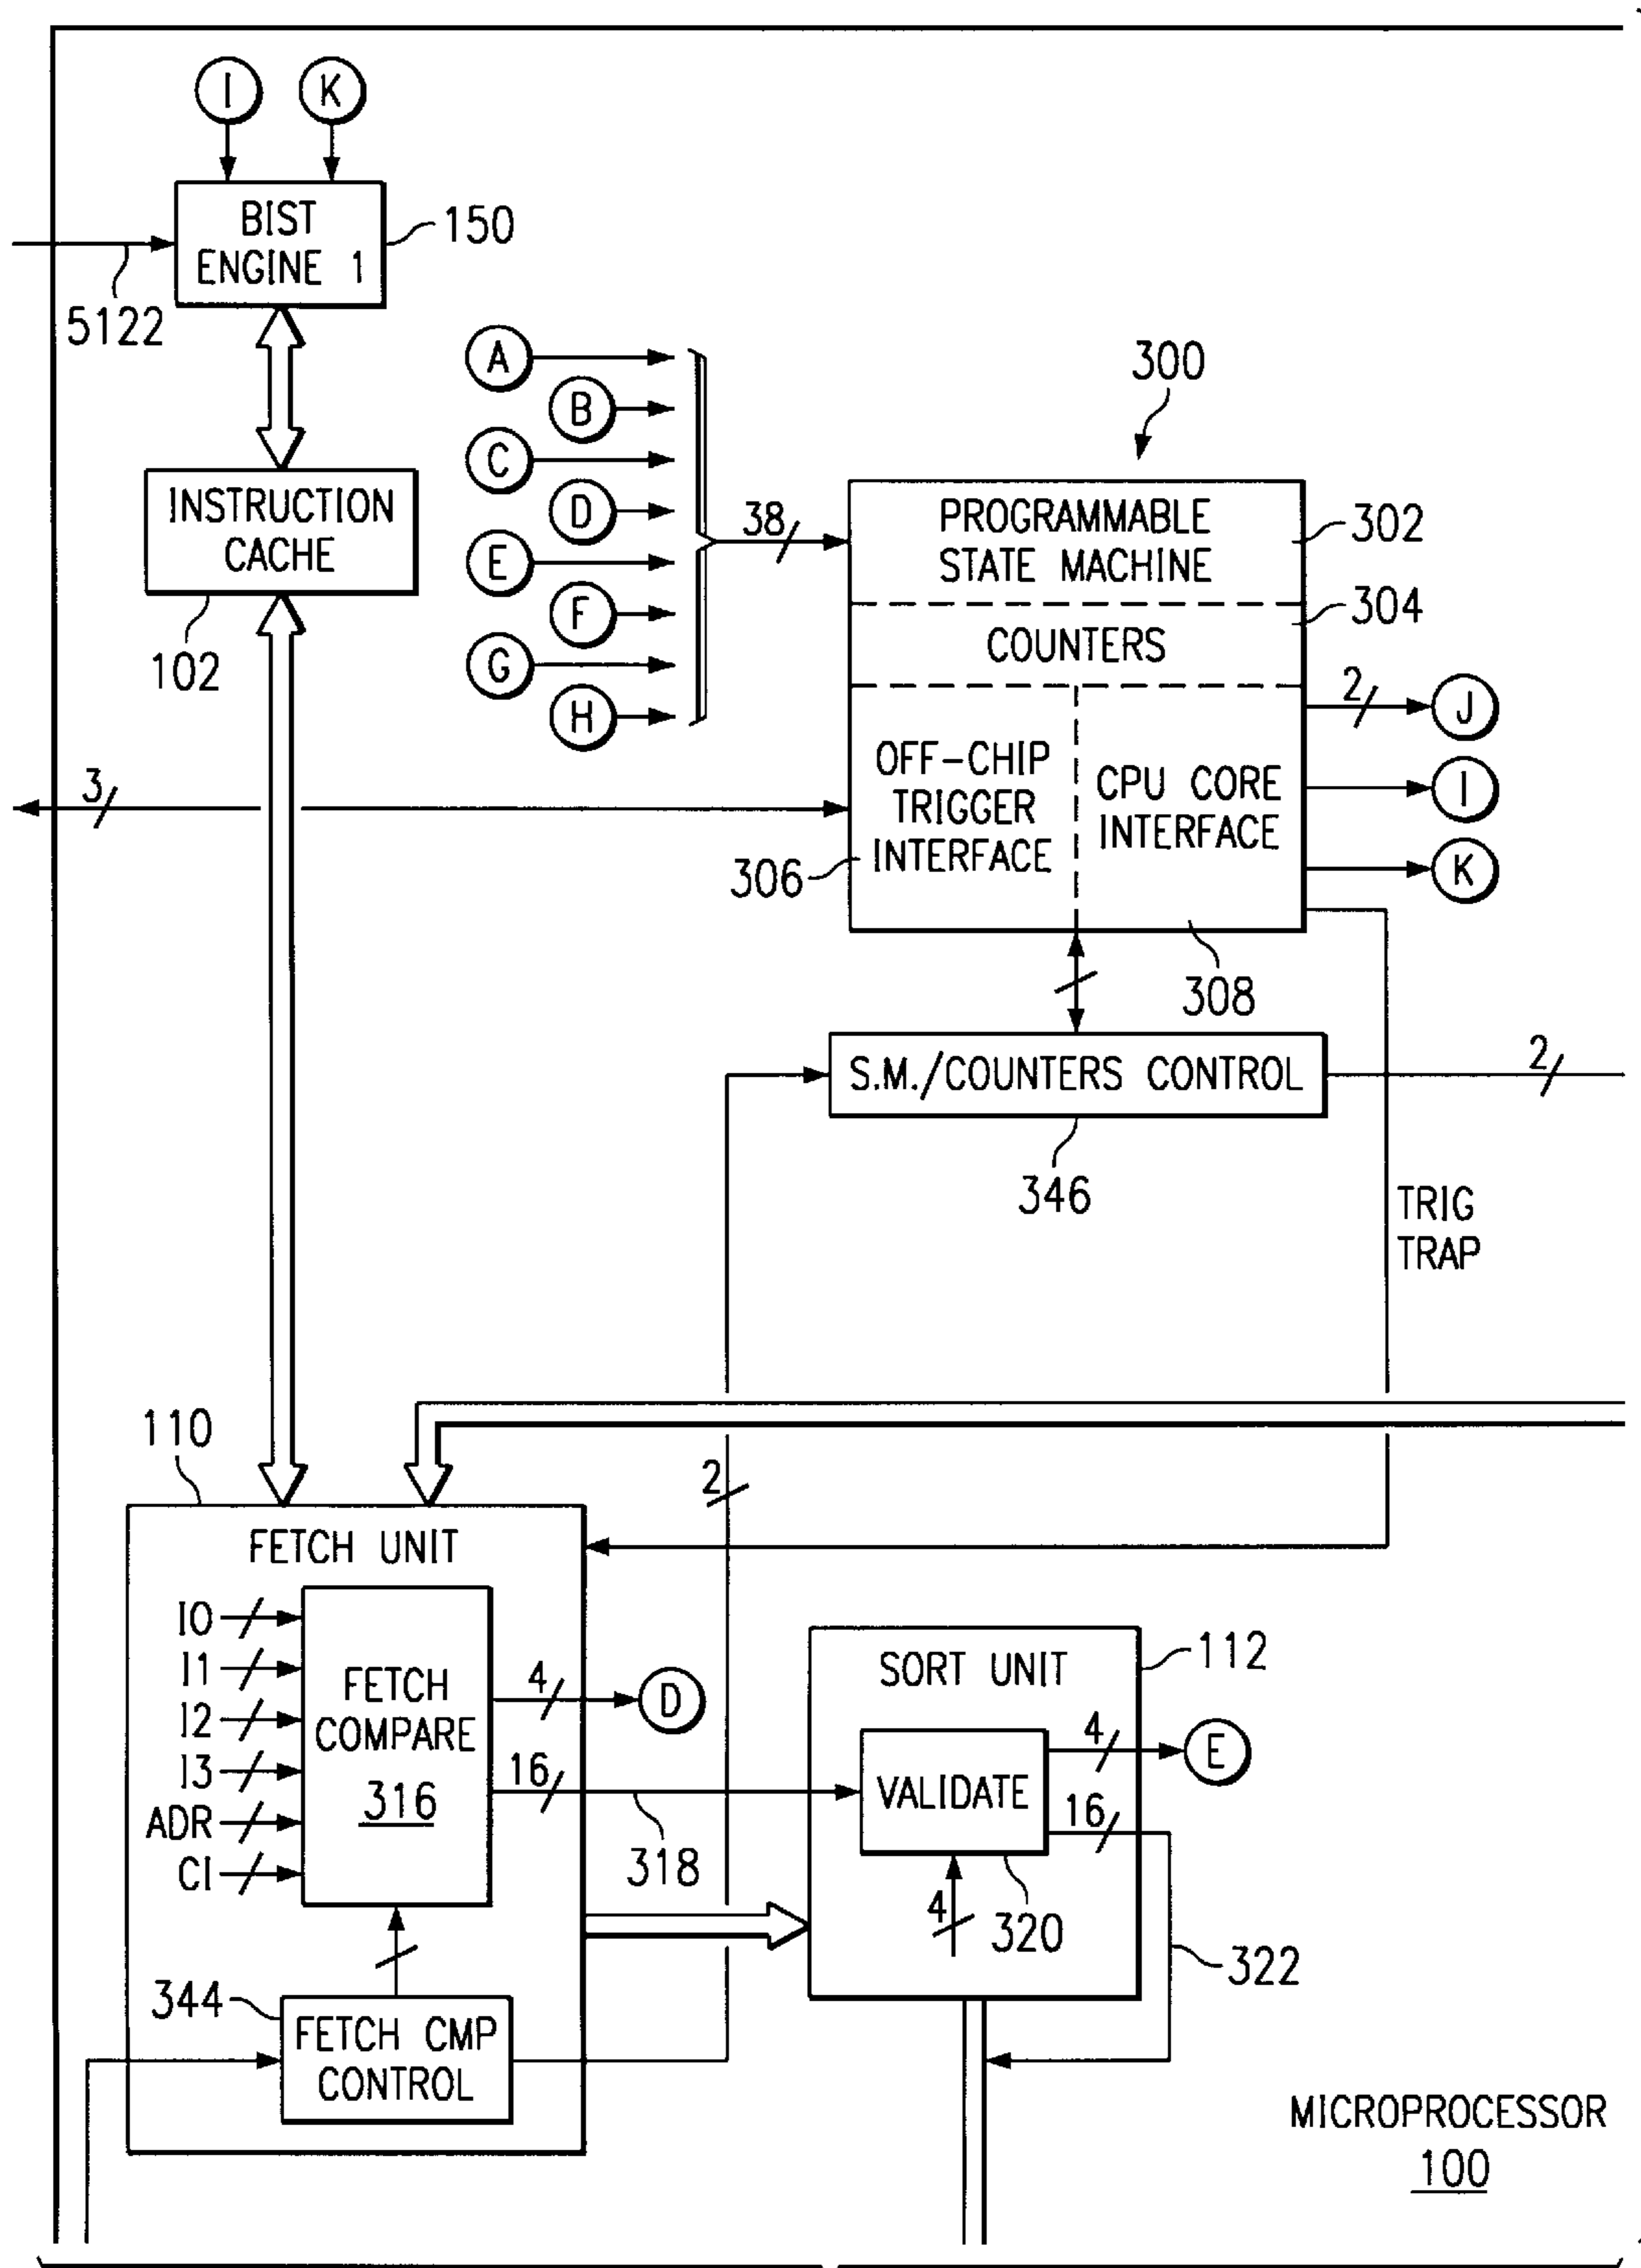 I
K
BIST
ENGINE 1
150
5122
A
B
C
D
E
F
G
H
38
300
INSTRUCTION
CACHE
102
PROGRAMMABLE
STATE MACHINE
302
COUNTERS
304
OFF-CHIP
TRIGGER
INTERFACE
306
CPU CORE
INTERFACE
308
2
J
I
K
3
S.M./COUNTERS CONTROL
2
346
TRIG
TRAP
110
2
FETCH UNIT
I0
I1
I2
I3
ADR
CI
FETCH
COMPARE
316
4
D
16
318
SORT UNIT
112
VALIDATE
4
E
16
4
320
322
344
FETCH CMP
CONTROL
MICROPROCESSOR
100